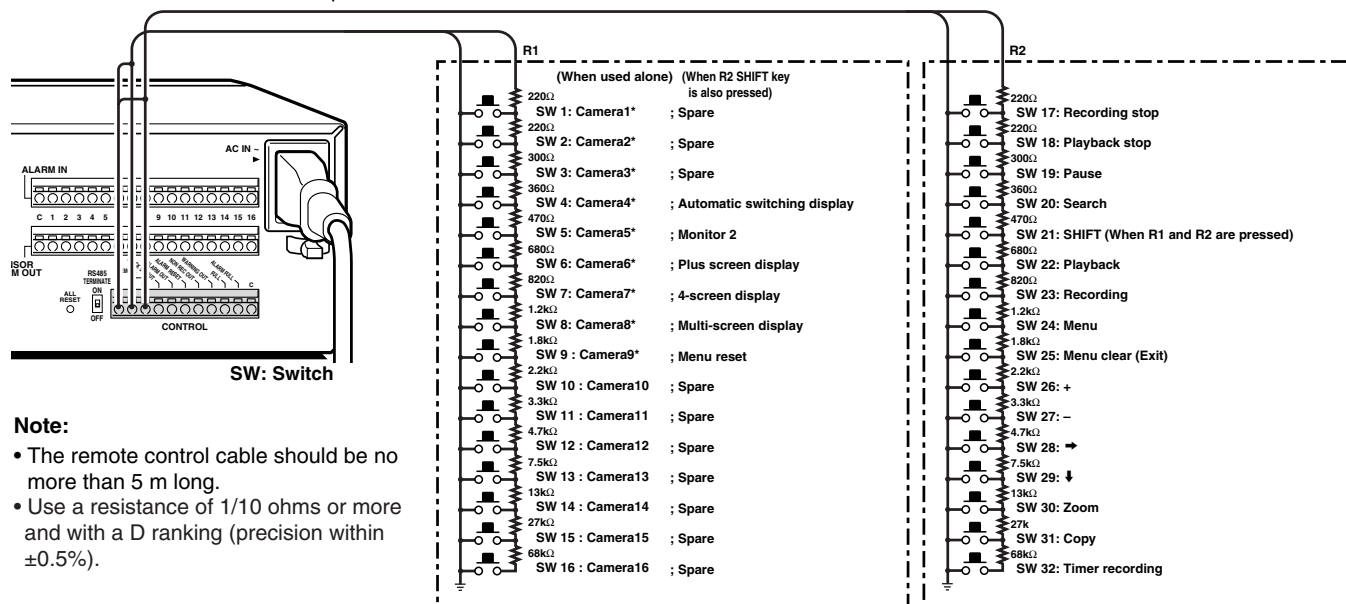 R1
R2
(When used alone) (When R2 SHIFT key is also pressed)
220Ω
SW 1: Camera1* ; Spare
220Ω
SW 2: Camera2* ; Spare
300Ω
SW 3: Camera3* ; Spare
360Ω
SW 4: Camera4* ; Automatic switching display
470Ω
SW 5: Camera5* ; Monitor 2
680Ω
SW 6: Camera6* ; Plus screen display
820Ω
SW 7: Camera7* ; 4-screen display
1.2kΩ
SW 8: Camera8* ; Multi-screen display
1.8kΩ
SW 9 : Camera9* ; Menu reset
2.2kΩ
SW 10 : Camera10 ; Spare
3.3kΩ
SW 11 : Camera11 ; Spare
4.7kΩ
SW 12 : Camera12 ; Spare
7.5kΩ
SW 13 : Camera13 ; Spare
13kΩ
SW 14 : Camera14 ; Spare
27kΩ
SW 15 : Camera15 ; Spare
68kΩ
SW 16 : Camera16 ; Spare
220Ω
SW 17: Recording stop
220Ω
SW 18: Playback stop
300Ω
SW 19: Pause
360Ω
SW 20: Search
470Ω
SW 21: SHIFT (When R1 and R2 are pressed)
680Ω
SW 22: Playback
820Ω
SW 23: Recording
1.2kΩ
SW 24: Menu
1.8kΩ
SW 25: Menu clear (Exit)
2.2kΩ
SW 26: +
3.3kΩ
SW 27: –
4.7kΩ
SW 28: ➡
7.5kΩ
SW 29: ⬇
13kΩ
SW 30: Zoom
27k
SW 31: Copy
68kΩ
SW 32: Timer recording
AC IN ~
ALARM IN
C 1 2 3 4 5 9 10 11 12 13 14 15 16
ISOR
M OUT
RS485
TERMINATE
ON
OFF
ALL
RESET
ALARM OUT
ALARM RESET
NON REC OUT
WARNING OUT
FULL
ALARM FULL
C
CONTROL
SW: Switch
Note:
• The remote control cable should be no
more than 5 m long.
• Use a resistance of 1/10 ohms or more
and with a D ranking (precision within
±0.5%).